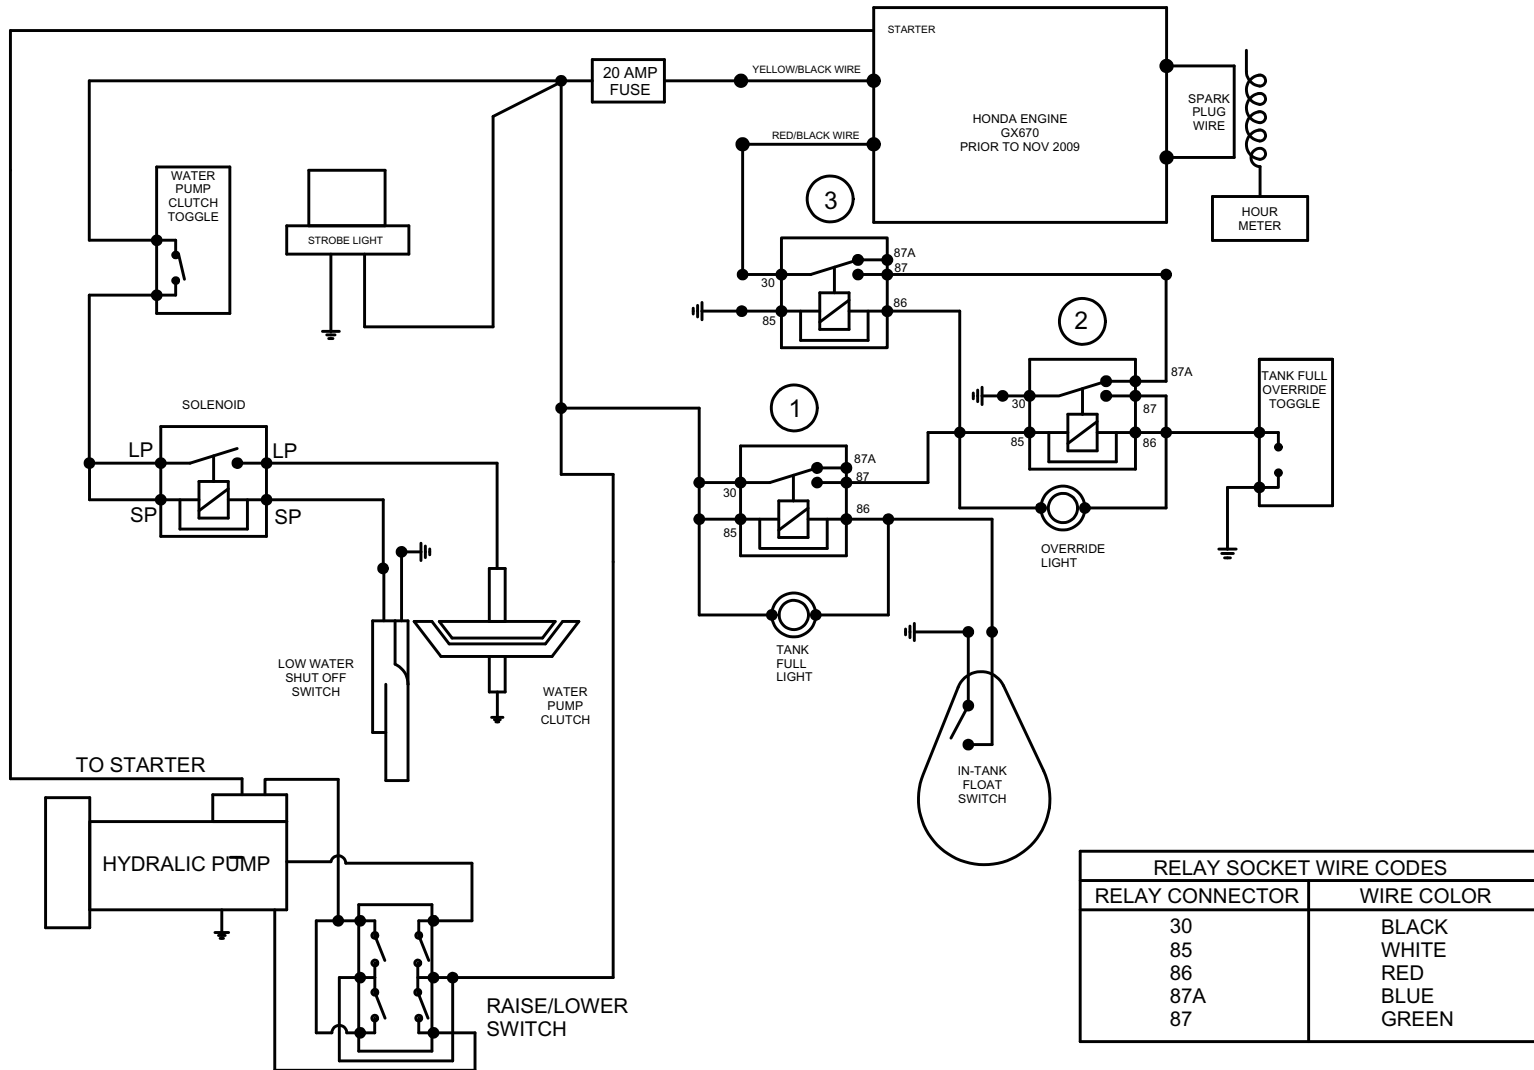 STARTER
20 AMP
FUSE
YELLOW/BLACK WIRE
RED/BLACK WIRE
HONDA ENGINE
GX670
PRIOR TO NOV 2009
SPARK
PLUG
WIRE
HOUR
METER
WATER
PUMP
CLUTCH
TOGGLE
STROBE LIGHT
3
87A
87
30
86
85
2
87A
30
87
85
86
TANK FULL
OVERRIDE
TOGGLE
OVERRIDE
LIGHT
1
87A
87
30
86
85
TANK
FULL
LIGHT
SOLENOID
LP
LP
SP
SP
LOW WATER
SHUT OFF
SWITCH
WATER
PUMP
CLUTCH
IN-TANK
FLOAT
SWITCH
TO STARTER
HYDRALIC PUMP
RAISE/LOWER
SWITCH
RELAY SOCKET WIRE CODES
RELAY CONNECTOR WIRE COLOR
30 BLACK
85 WHITE
86 RED
87A BLUE
87 GREEN